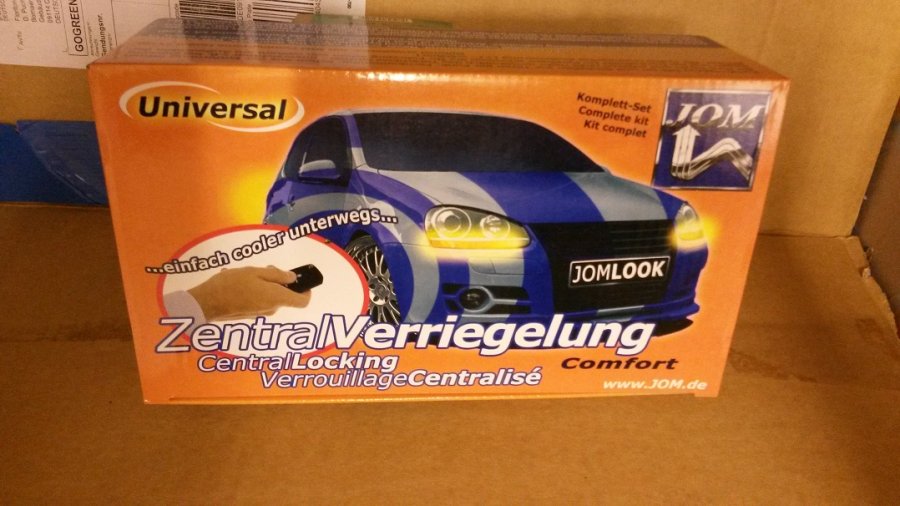 GOGREEN
Sendungsnr.
Universal
Komplett-Set
Complete kit
Kit complet
JOM
...einfach cooler unterwegs...
JOMLOOK
ZentralVerriegelung
CentralLocking
Comfort
VerrouillageCentralisé
www.JOM.de